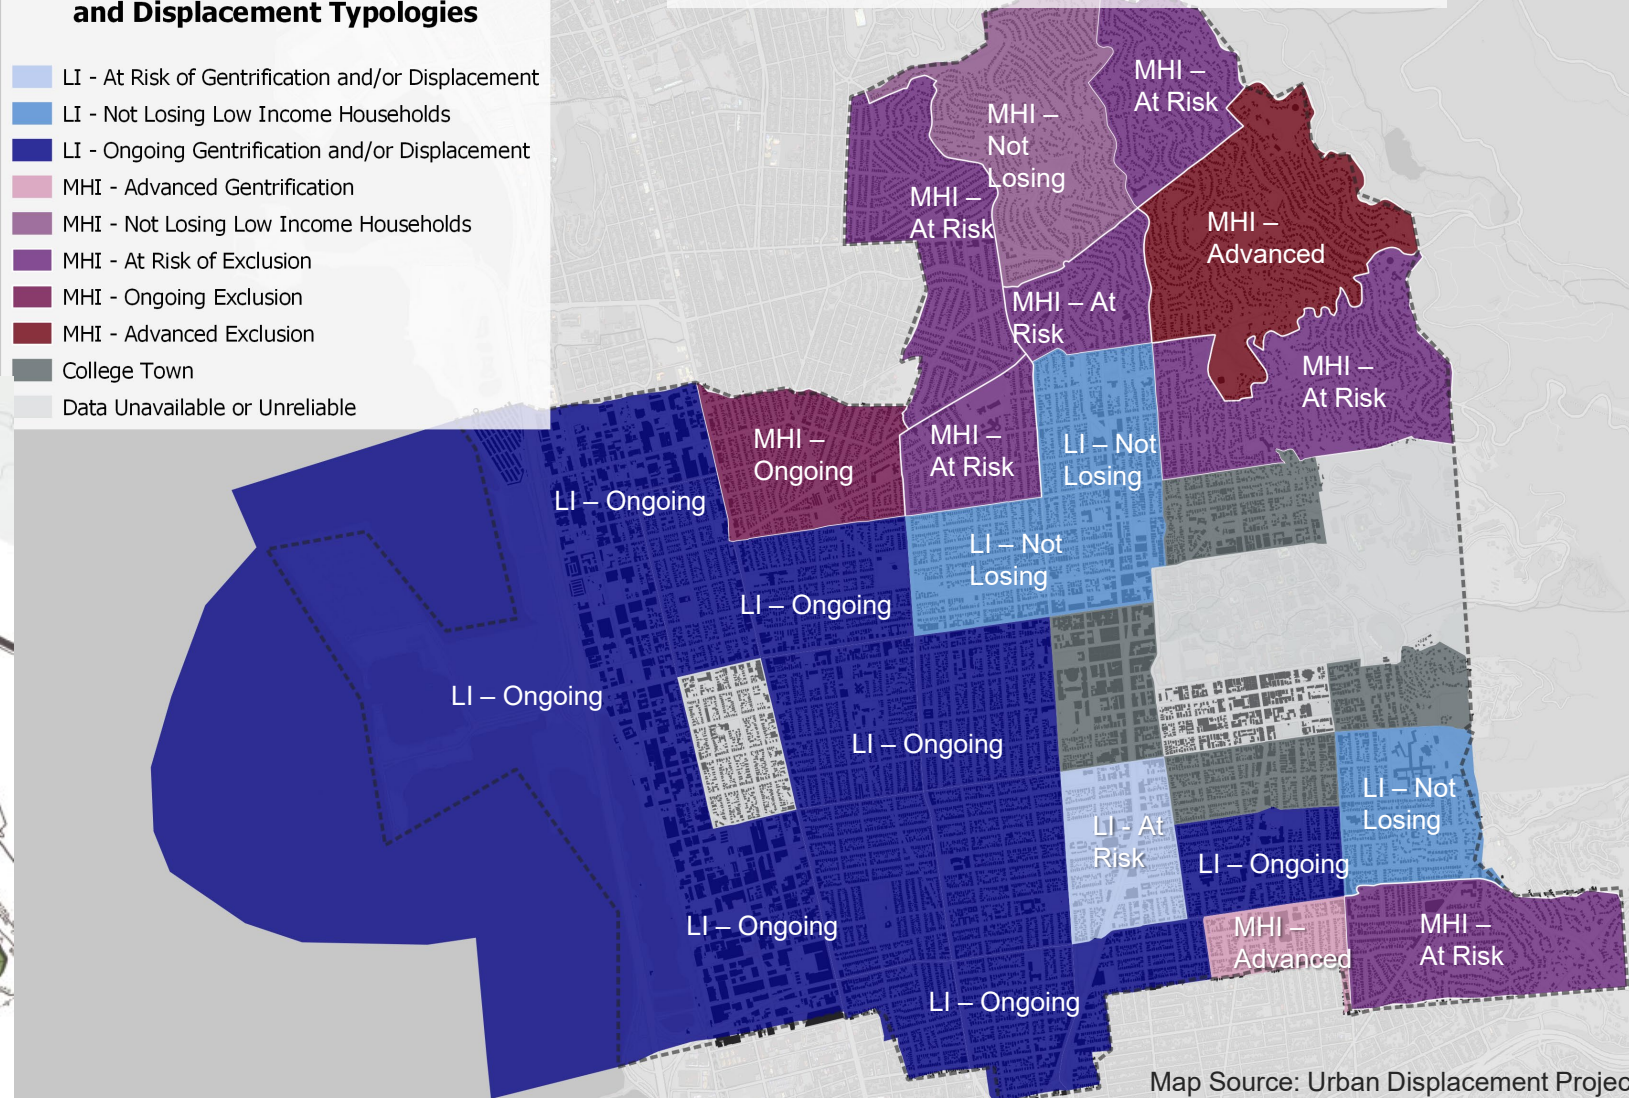 and Displacement Typologies
LI - At Risk of Gentrification and/or Displacement
LI - Not Losing Low Income Households
LI - Ongoing Gentrification and/or Displacement
MHI - Advanced Gentrification
MHI - Not Losing Low Income Households
MHI - At Risk of Exclusion
MHI - Ongoing Exclusion
MHI - Advanced Exclusion
College Town
Data Unavailable or Unreliable
MHI –
At Risk
MHI –
Not
Losing
MHI –
At Risk
MHI –
Advanced
MHI – At
Risk
MHI –
At Risk
MHI –
Ongoing
MHI –
At Risk
LI – Not
Losing
LI – Ongoing
LI – Not
Losing
LI – Ongoing
LI – Ongoing
LI – Ongoing
LI – Not
Losing
LI - At
Risk
LI – Ongoing
LI – Ongoing
MHI –
Advanced
MHI –
At Risk
LI – Ongoing
Map Source: Urban Displacement Projec